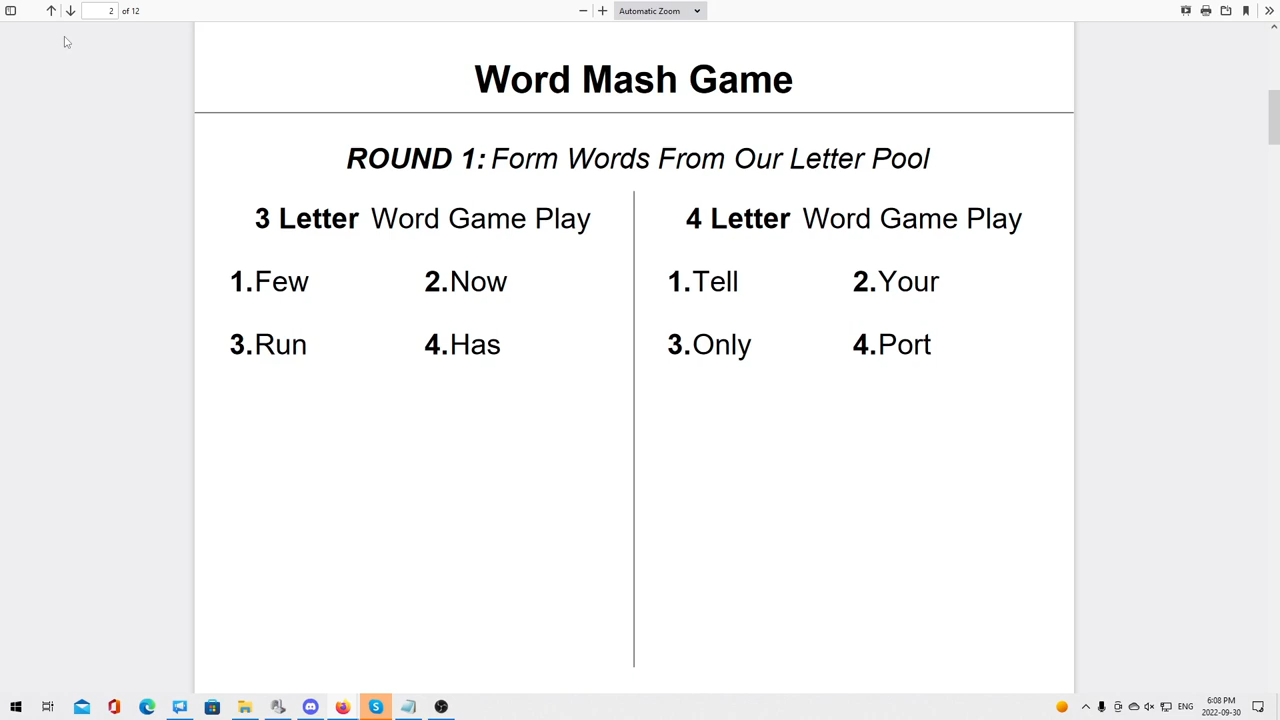 2 of 12 Automatic Zoom
Word Mash Game
ROUND 1: Form Words From Our Letter Pool
3 Letter Word Game Play
1.Few 2.Now
3.Run 4.Has
4 Letter Word Game Play
1.Tell 2.Your
3.Only 4.Port
ENG
6:08 PM
2022-09-30